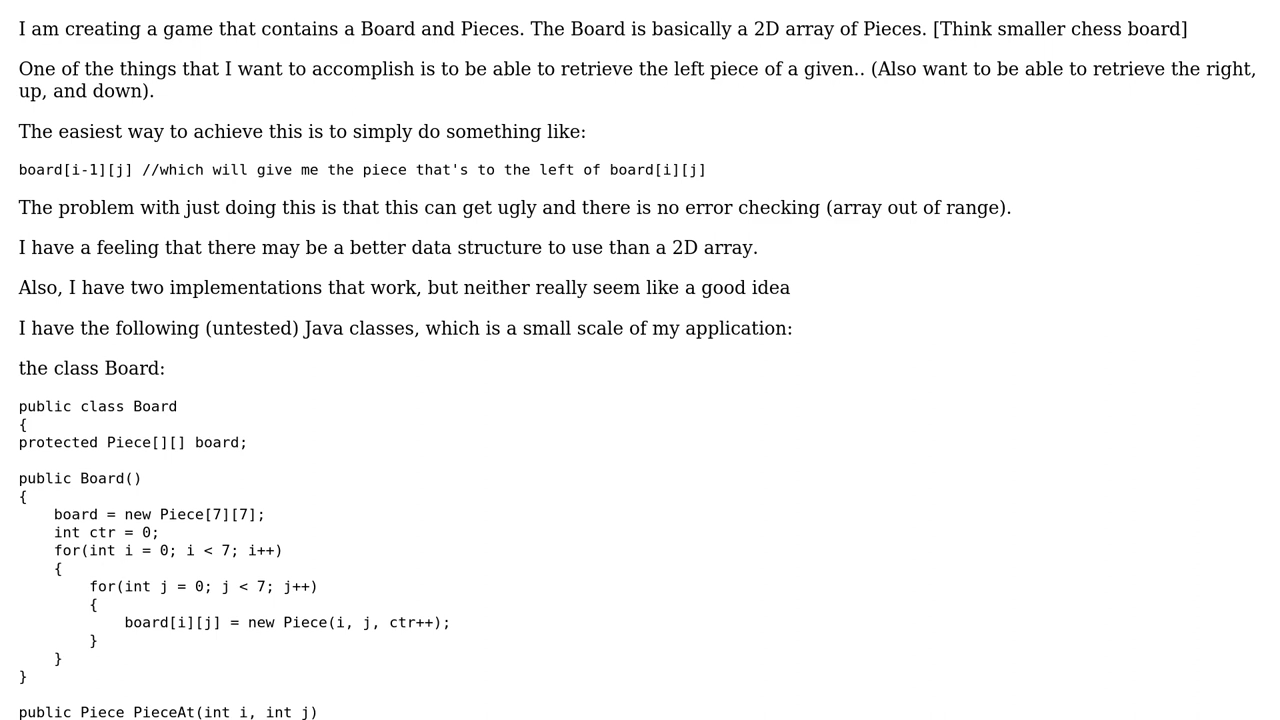 I am creating a game that contains a Board and Pieces. The Board is basically a 2D array of Pieces. [Think smaller chess board]
One of the things that I want to accomplish is to be able to retrieve the left piece of a given.. (Also want to be able to retrieve the right,
up, and down).
The easiest way to achieve this is to simply do something like:
board[i-1][j] //which will give me the piece that's to the left of board[i][j]
The problem with just doing this is that this can get ugly and there is no error checking (array out of range).
I have a feeling that there may be a better data structure to use than a 2D array.
Also, I have two implementations that work, but neither really seem like a good idea
I have the following (untested) Java classes, which is a small scale of my application:
the class Board:
public class Board
{
protected Piece[][] board;
public Board()
{
    board = new Piece[7][7];
    int ctr = 0;
    for(int i = 0; i < 7; i++)
    {
        for(int j = 0; j < 7; j++)
        {
            board[i][j] = new Piece(i, j, ctr++);
        }
    }
}
public Piece PieceAt(int i, int j)